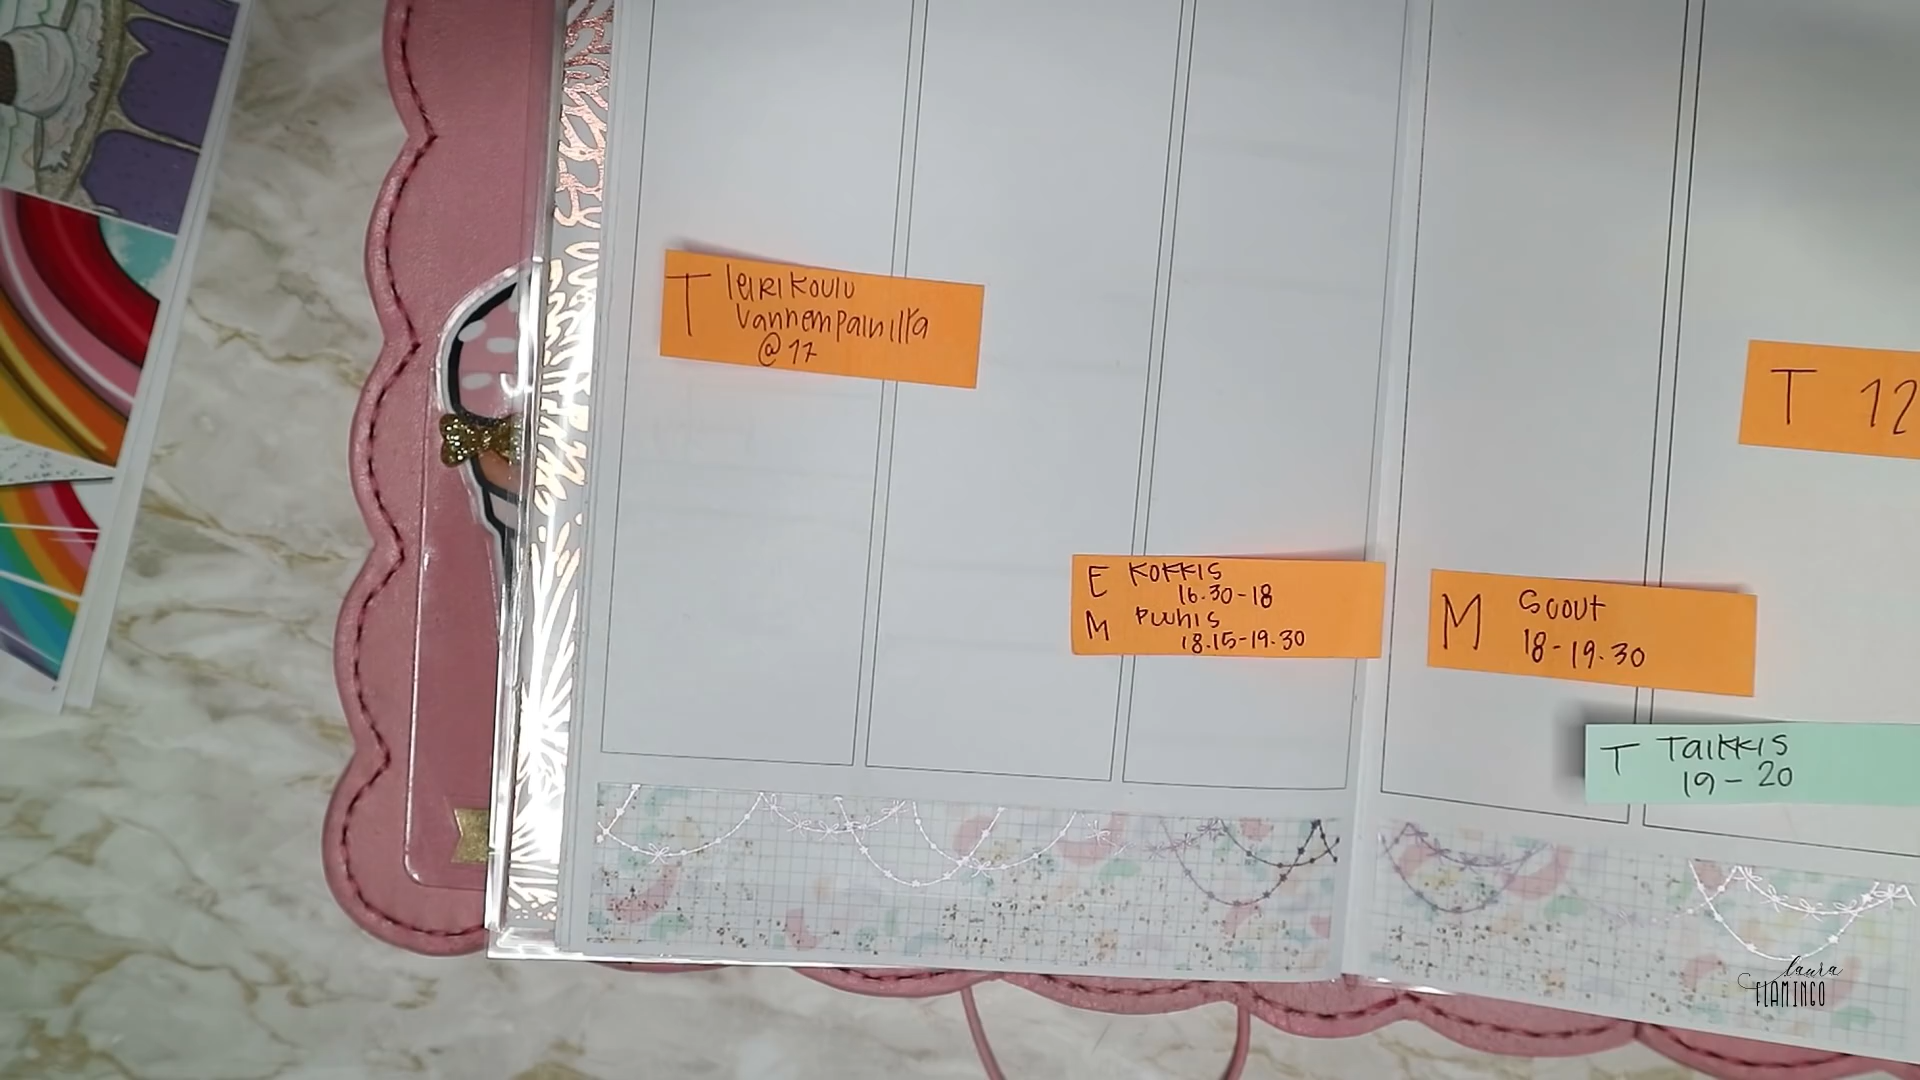 T leirikoulu
vanhempainilta
@ 17
T 12
E KOKKIS
16.30-18
M
18.15-19.30
M Scout
18-19.30
T Taikkis
19-20
laura
FLAMINGO